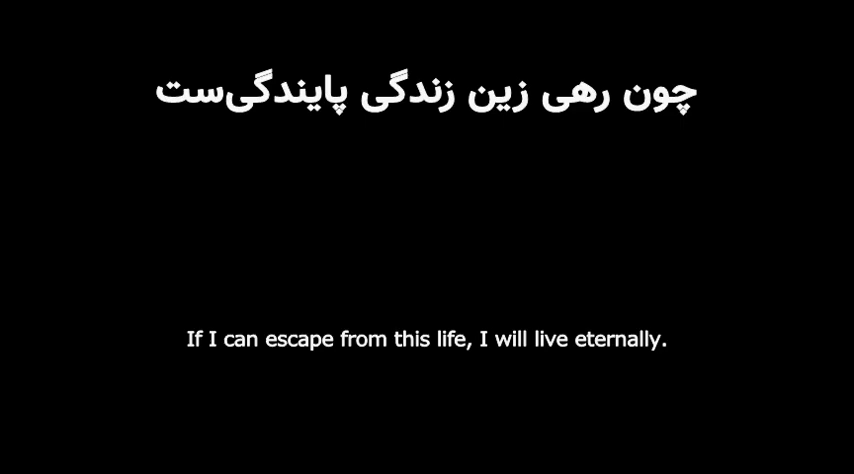 چون رهی زین زندگی پایندگی‌ست
If I can escape from this life, I will live eternally.